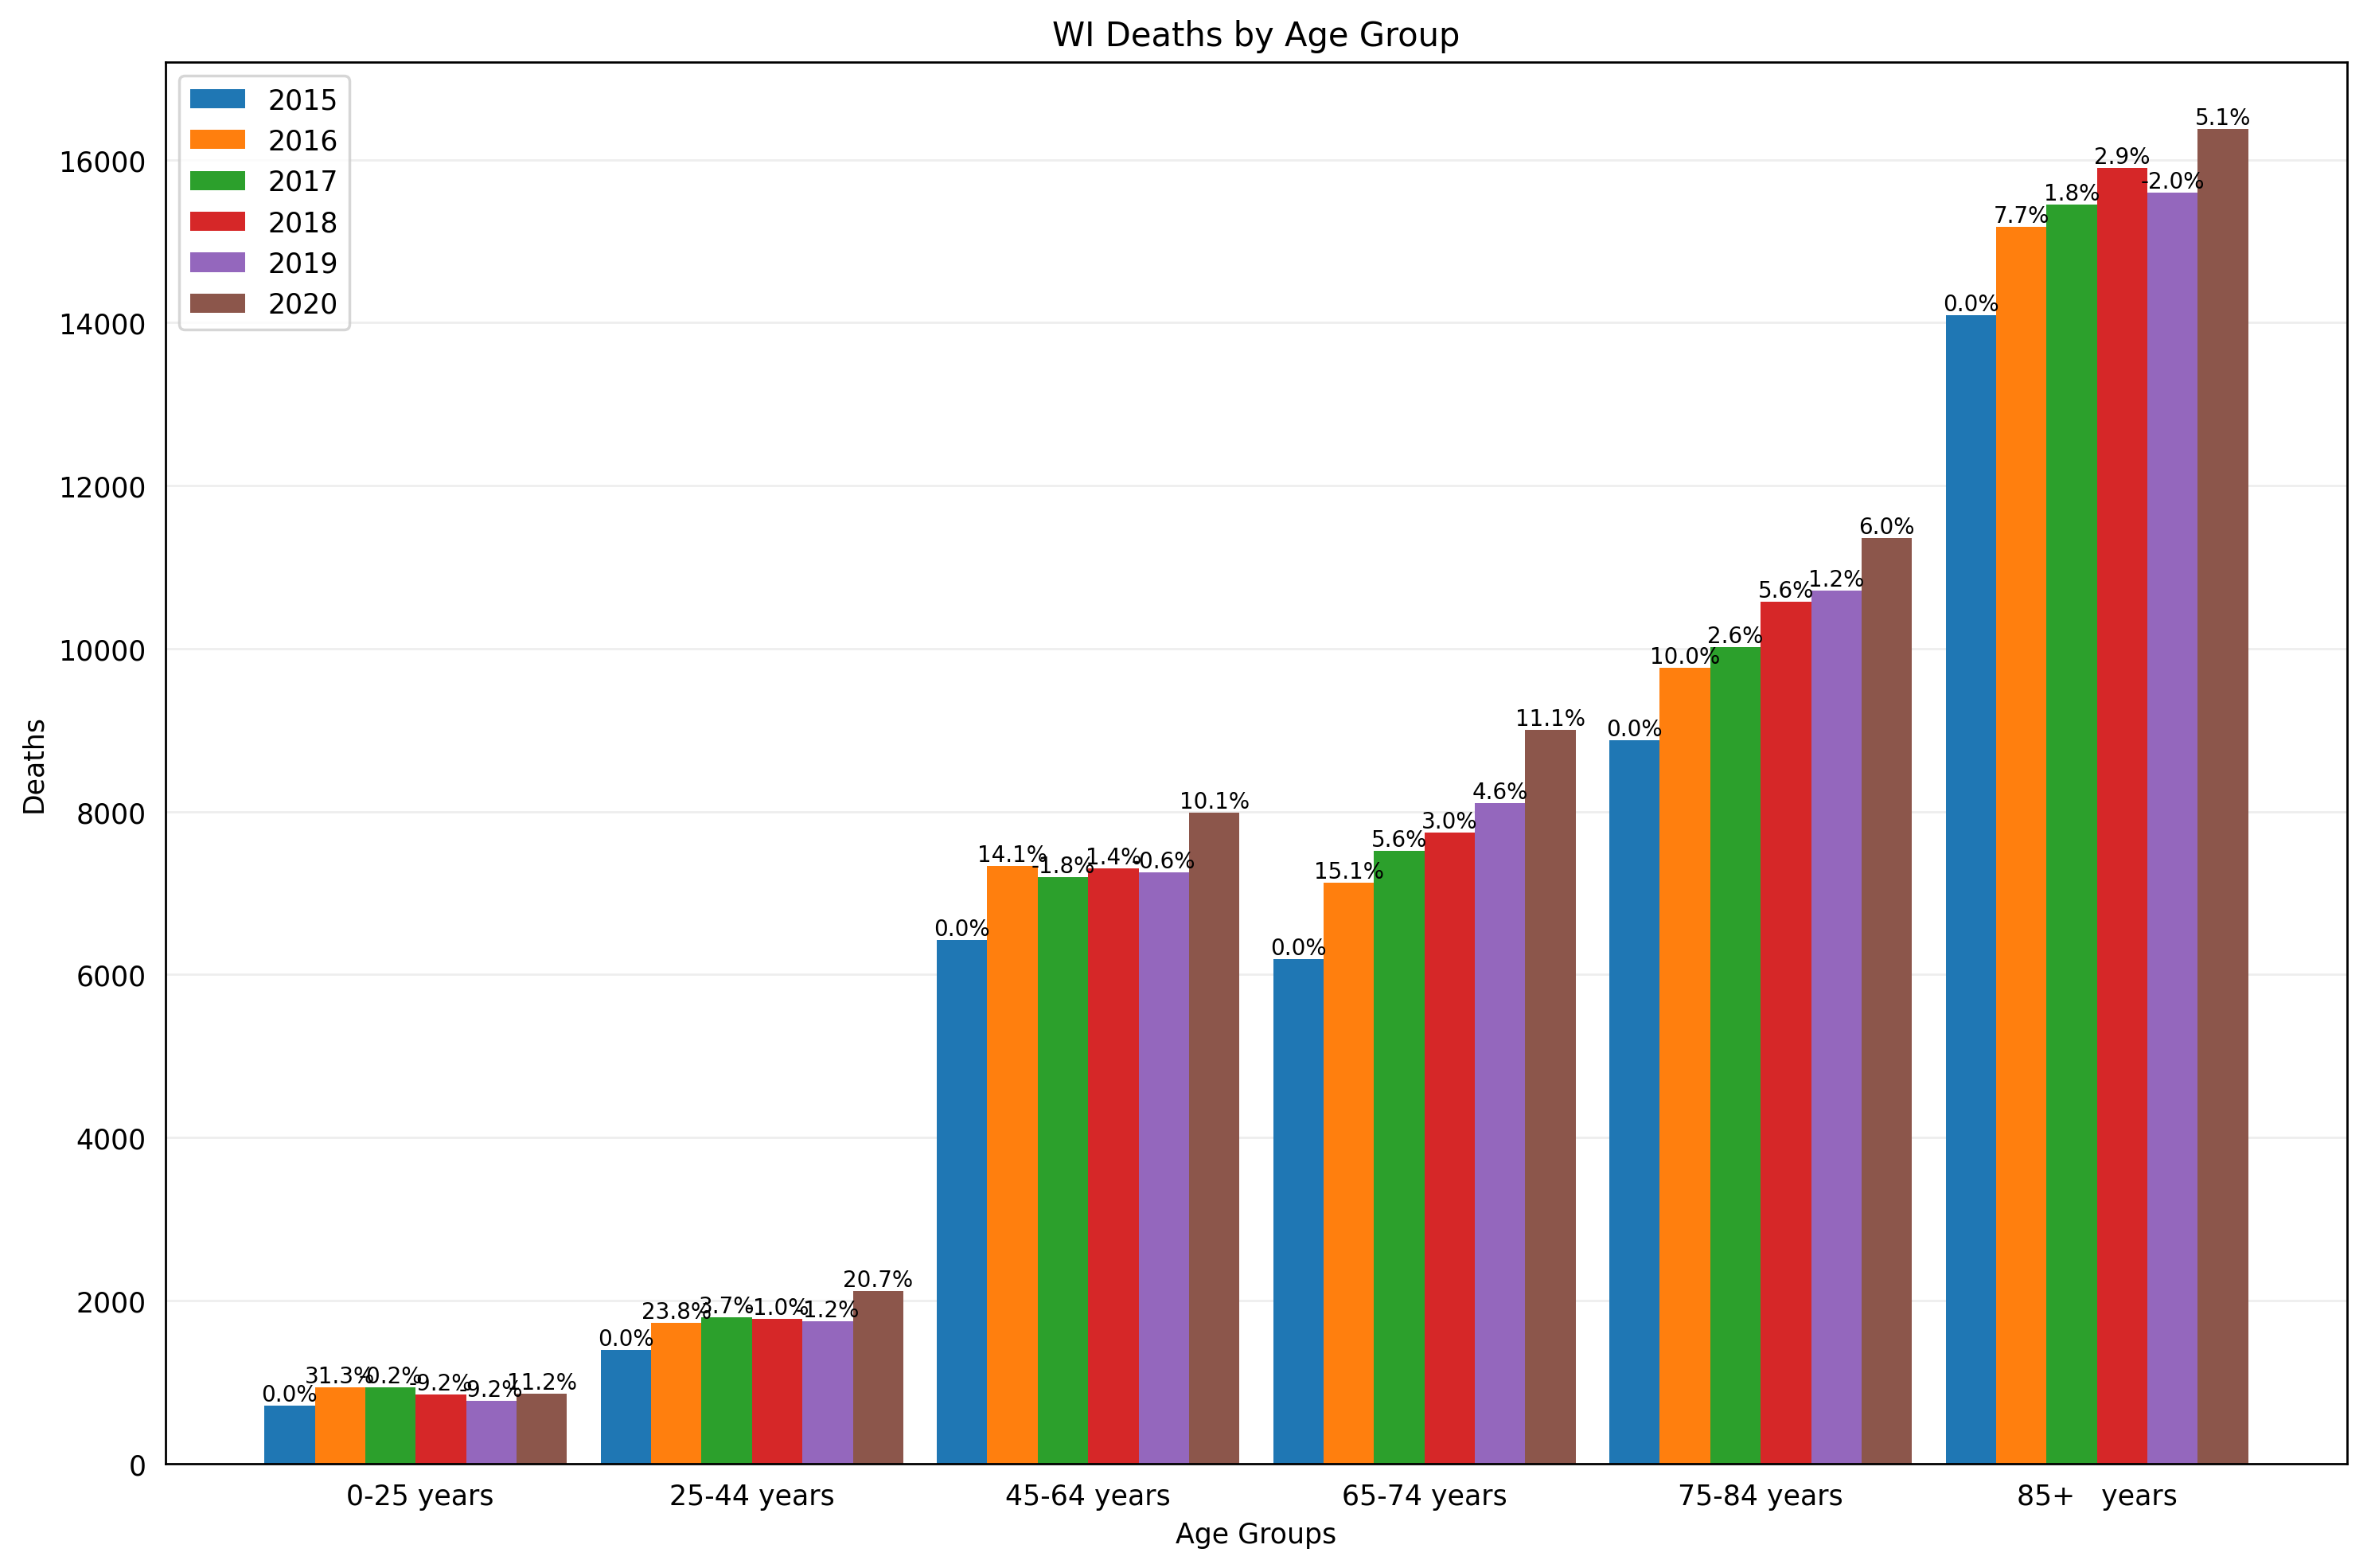 WI Deaths by Age Group
2015
2016
2017
2018
2019
2020
Deaths
16000
14000
12000
10000
8000
6000
4000
2000
0
0.0% 31.3% -0.2% -9.2% -9.2% 11.2%
0.0% 23.8% 3.7% -1.0% -1.2% 20.7%
0.0% 14.1% -1.8% 1.4% -0.6% 10.1%
0.0% 15.1% 5.6% 3.0% 4.6% 11.1%
0.0% 10.0% 2.6% 5.6% 1.2% 6.0%
0.0% 7.7% 1.8% 2.9% -2.0% 5.1%
0-25 years 25-44 years 45-64 years 65-74 years 75-84 years 85+ years
Age Groups